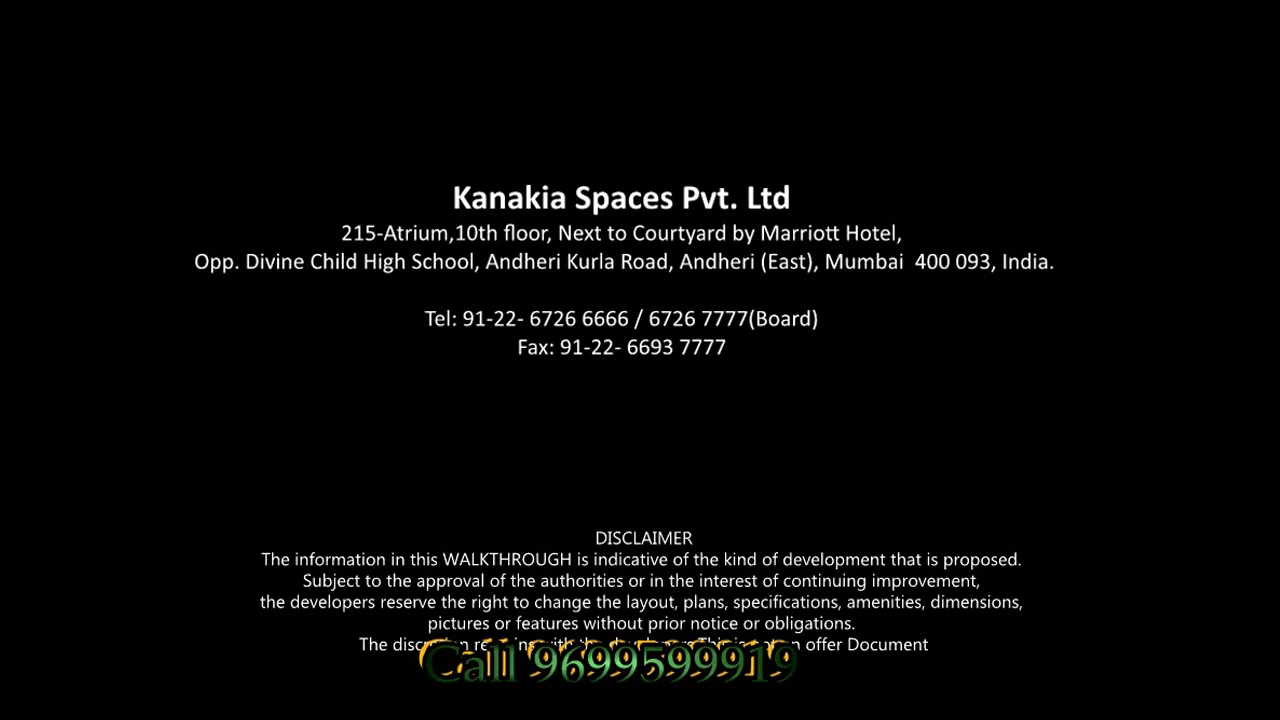 Kanakia Spaces Pvt. Ltd
215-Atrium,10th floor, Next to Courtyard by Marriott Hotel,
Opp. Divine Child High School, Andheri Kurla Road, Andheri (East), Mumbai 400 093, India.
Tel: 91-22- 6726 6666 / 6726 7777(Board)
Fax: 91-22- 6693 7777
DISCLAIMER
The information in this WALKTHROUGH is indicative of the kind of development that is proposed.
Subject to the approval of the authorities or in the interest of continuing improvement,
the developers reserve the right to change the layout, plans, specifications, amenities, dimensions,
pictures or features without prior notice or obligations.
The with the offer Document
Call 9699599919